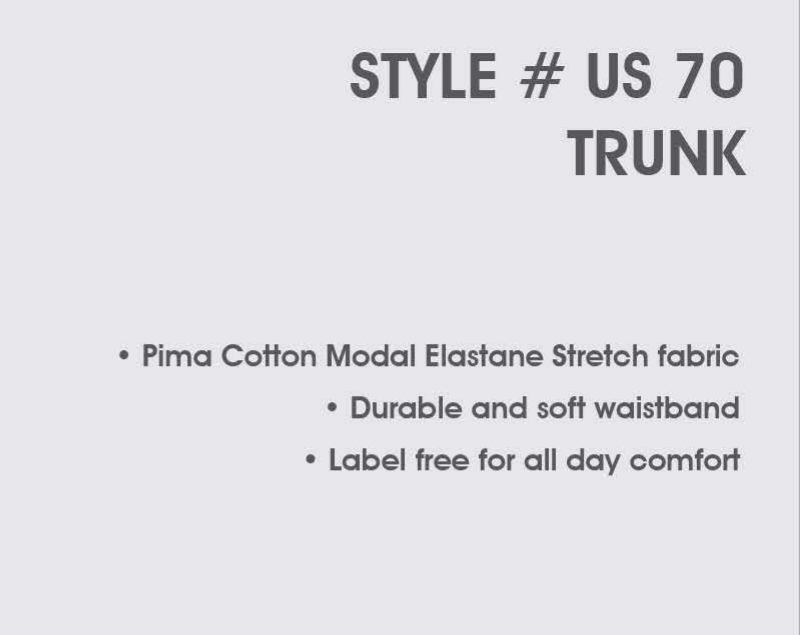 STYLE # US 70
TRUNK
• Pima Cotton Modal Elastane Stretch fabric
• Durable and soft waistband
• Label free for all day comfort